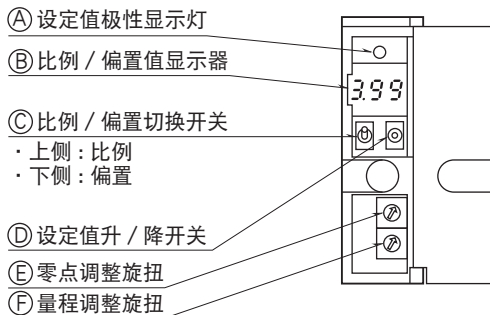 Ⓐ设定值极性显示灯
Ⓑ比例 / 偏置值显示器
3.99
Ⓒ比例 / 偏置切换开关
· 上侧 : 比例
· 下侧 : 偏置
Ⓓ设定值升 / 降开关
Ⓔ零点调整旋扭
Ⓕ量程调整旋扭